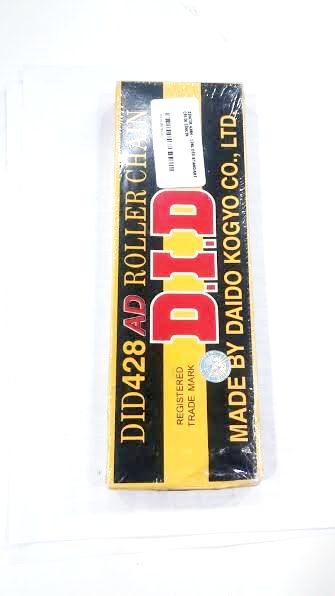 DID428 AD ROLLER CHAIN
D.I.D
REGISTERED
TRADE MARK
MADE BY DAIDO KOGYO CO., LTD.